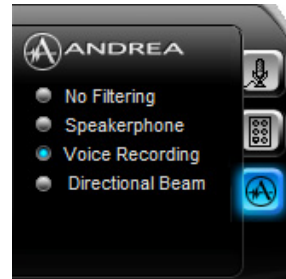 ANDREA
No Filtering
Speakerphone
Voice Recording
Directional Beam